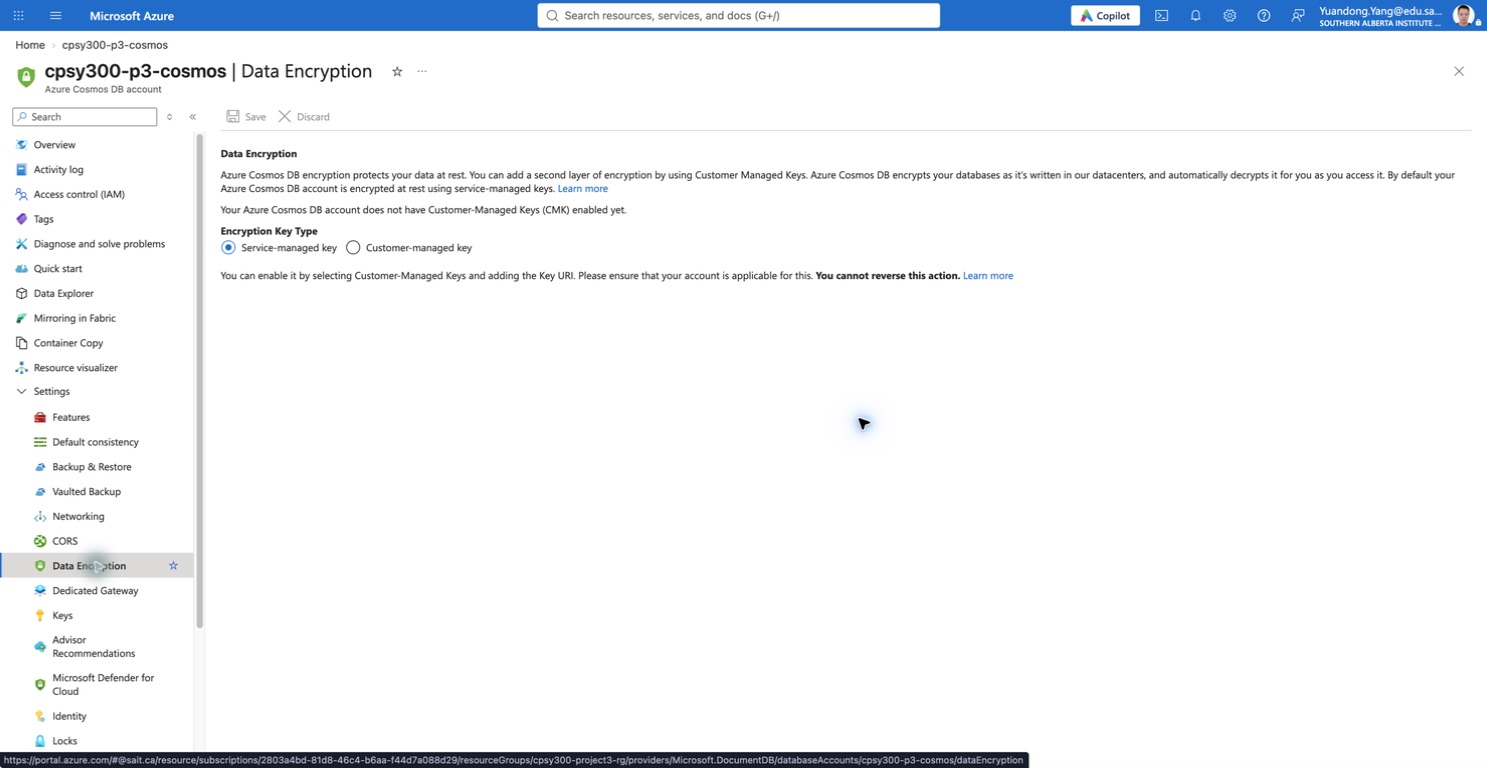 Microsoft Azure
Search resources, services, and docs (G+/)
Copilot
Yuandong.Yang@edu.sa...
SOUTHERN ALBERTA INSTITUTE ...
Home > cpsy300-p3-cosmos
cpsy300-p3-cosmos | Data Encryption
Azure Cosmos DB account
Search
Save
Discard
Overview
Activity log
Access control (IAM)
Tags
Diagnose and solve problems
Quick start
Data Explorer
Mirroring in Fabric
Container Copy
Resource visualizer
Settings
Features
Default consistency
Backup & Restore
Vaulted Backup
Networking
CORS
Data Encryption
Dedicated Gateway
Keys
Advisor
Recommendations
Microsoft Defender for
Cloud
Identity
Locks
Data Encryption
Azure Cosmos DB encryption protects your data at rest. You can add a second layer of encryption by using Customer Managed Keys. Azure Cosmos DB encrypts your databases as it's written in our datacenters, and automatically decrypts it for you as you access it. By default your
Azure Cosmos DB account is encrypted at rest using service-managed keys. Learn more
Your Azure Cosmos DB account does not have Customer-Managed Keys (CMK) enabled yet.
Encryption Key Type
Service-managed key
Customer-managed key
You can enable it by selecting Customer-Managed Keys and adding the Key URI. Please ensure that your account is applicable for this. You cannot reverse this action. Learn more
https://portal.azure.com/#@sait.ca/resource/subscriptions/2803a4bd-81d8-46c4-b6aa-f44d7a088d29/resourceGroups/cpsy300-project3-rg/providers/Microsoft.DocumentDB/databaseAccounts/cpsy300-p3-cosmos/dataEncryption